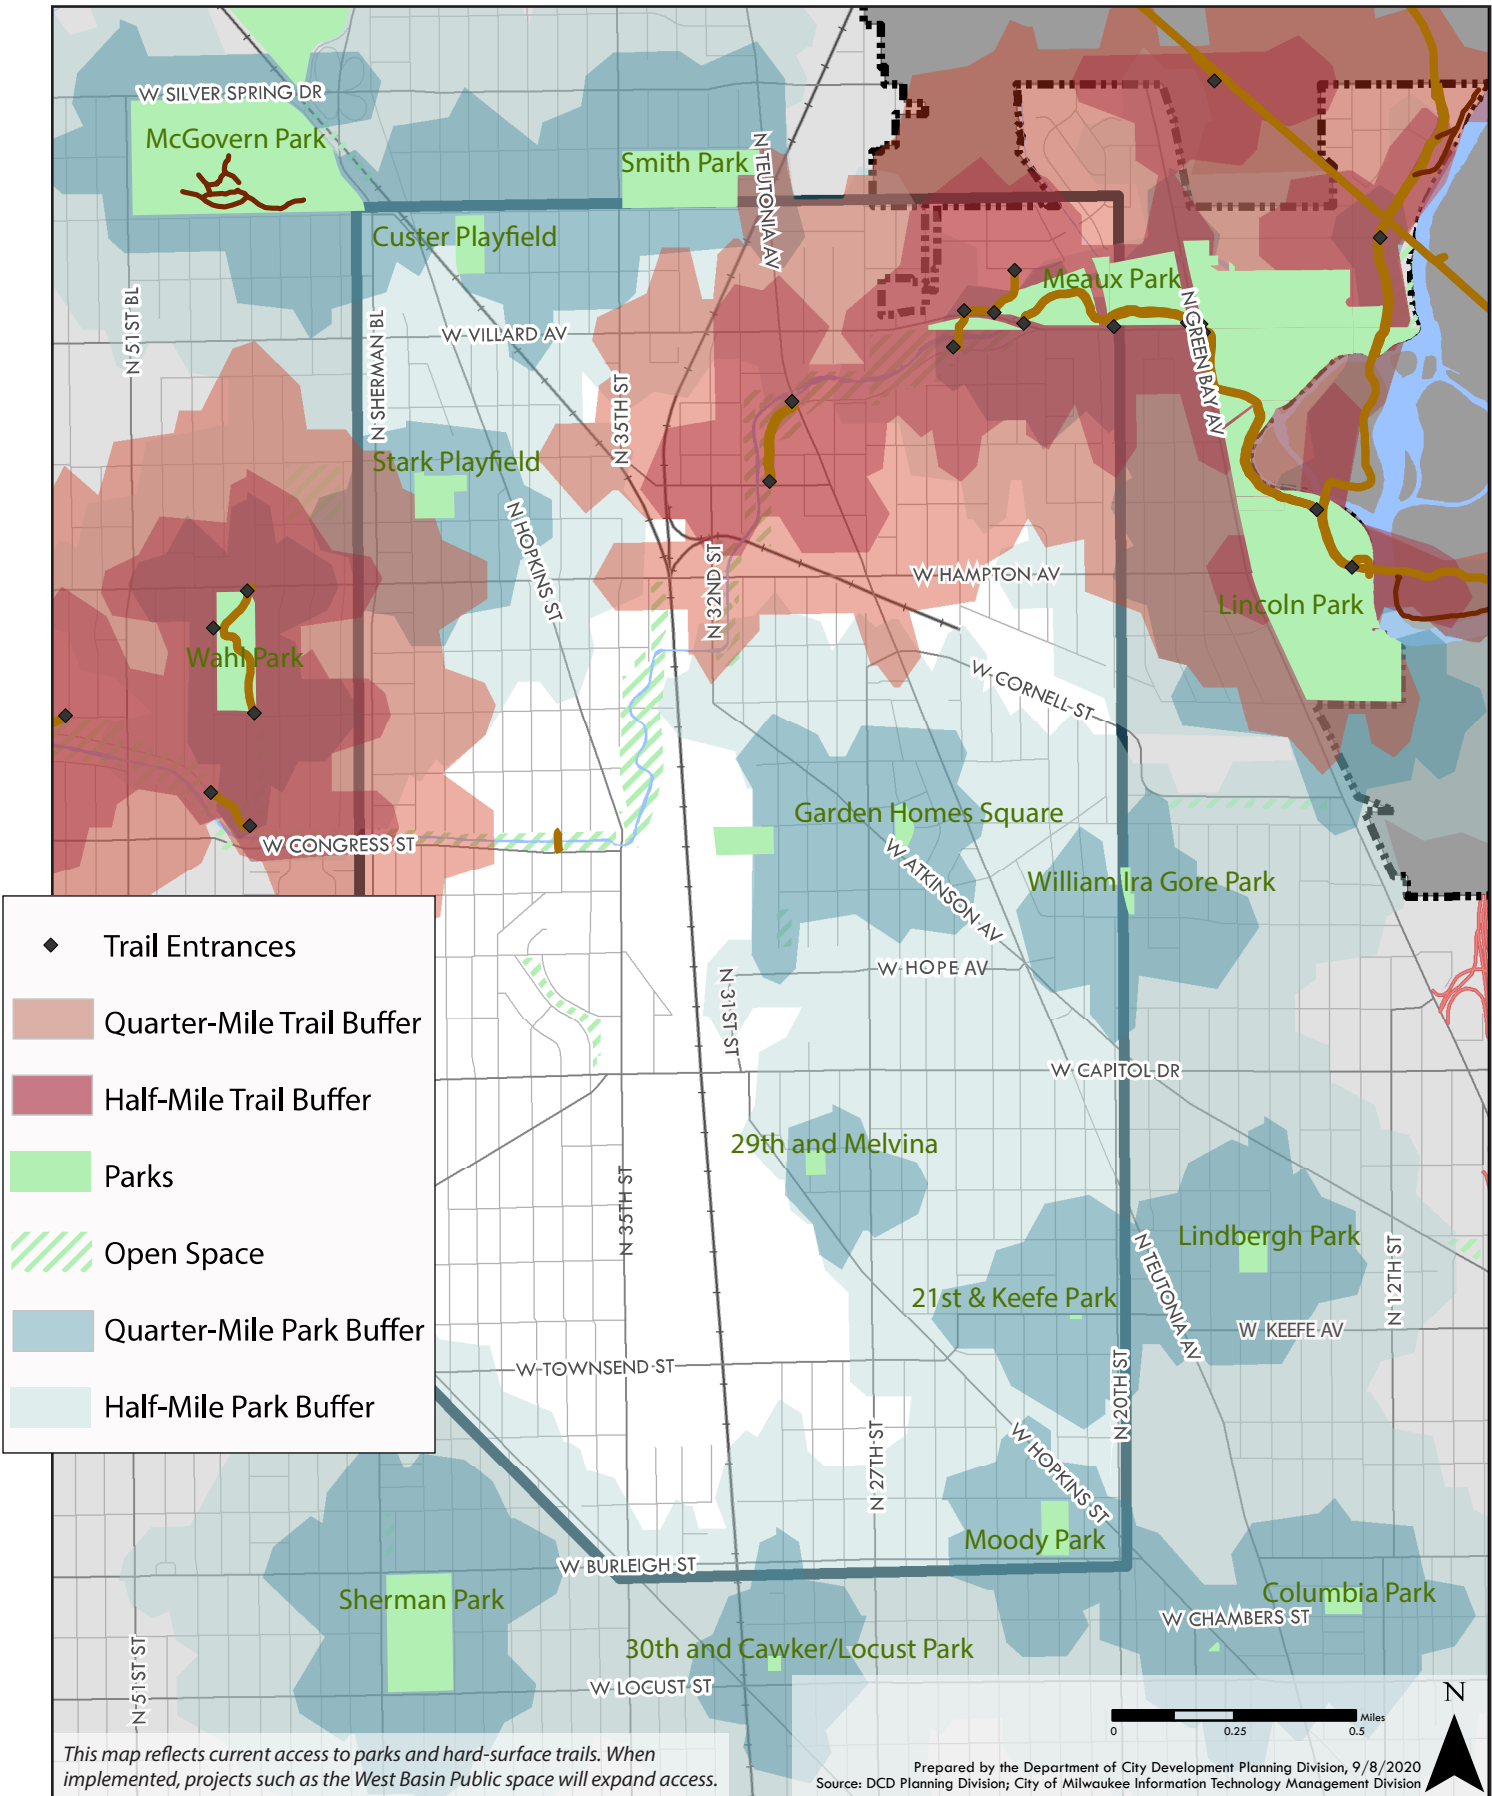 W SILVER SPRING DR
McGovern Park
Smith Park
N TEUTONIA AV
Custer Playfield
Meaux Park
N 51ST BL
N SHERMAN BL
W VILLARD AV
N GREEN BAY AV
N 35TH ST
Stark Playfield
N HOPKINS ST
N 32ND ST
W HAMPTON AV
Lincoln Park
Wahl Park
W CORNELL ST
Garden Homes Square
W CONGRESS ST
W ATKINSON AV
William Ira Gore Park
Trail Entrances
W HOPE AV
N 31ST ST
Quarter-Mile Trail Buffer
W CAPITOL DR
Half-Mile Trail Buffer
29th and Melvina
Parks
N 35TH ST
Lindbergh Park
Open Space
N TEUTONIA AV
N 12TH ST
21st & Keefe Park
Quarter-Mile Park Buffer
W KEEFE AV
W TOWNSEND ST
N 20TH ST
Half-Mile Park Buffer
N 27TH ST
W HOPKINS ST
Moody Park
W BURLEIGH ST
Sherman Park
Columbia Park
W CHAMBERS ST
30th and Cawker/Locust Park
N 51ST ST
W LOCUST ST
N
Miles
0 0.25 0.5
This map reflects current access to parks and hard-surface trails. When
implemented, projects such as the West Basin Public space will expand access.
Prepared by the Department of City Development Planning Division, 9/8/2020
Source: DCD Planning Division; City of Milwaukee Information Technology Management Division